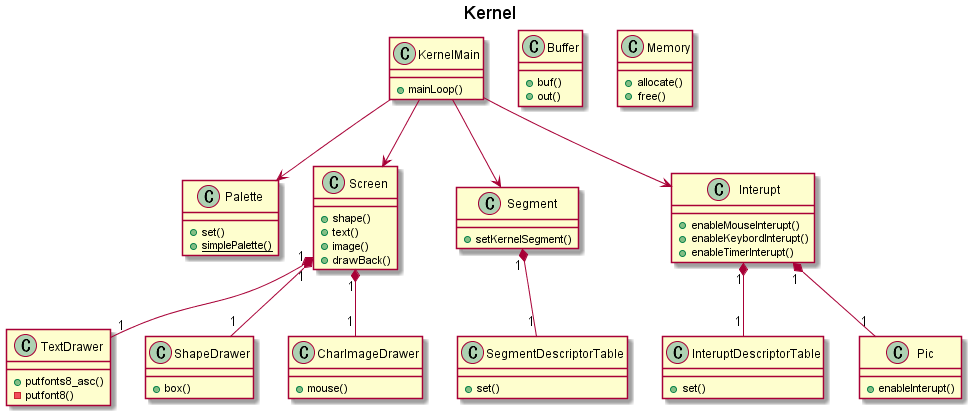 Kernel
C KernelMain
mainLoop()
C Buffer
buf()
out()
C Memory
allocate()
free()
C Palette
set()
simplePalette()
C Screen
shape()
text()
image()
drawBack()
C Segment
setKernelSegment()
C Interupt
enableMouseInterupt()
enableKeybordInterupt()
enableTimerInterupt()
1
1
1
1
1
1
1
1
1
1
1
1
C TextDrawer
putfonts8_asc()
putfont8()
C ShapeDrawer
box()
C CharImageDrawer
mouse()
C SegmentDescriptorTable
set()
C InteruptDescriptorTable
set()
C Pic
enableInterupt()